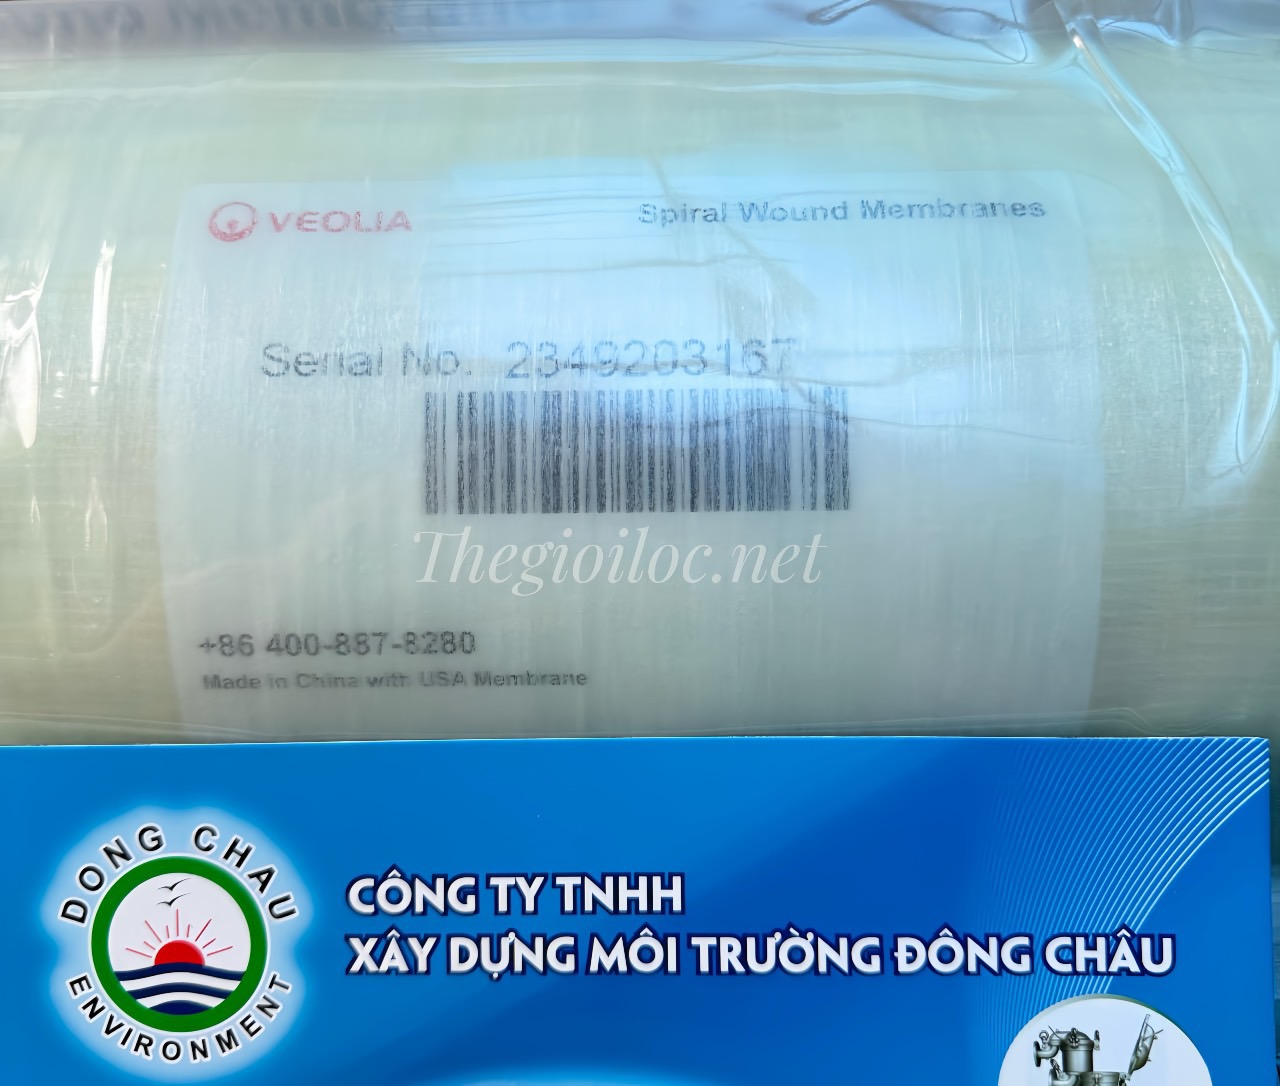 VEOLIA
Spiral Wound Membranes
Serial No. 2349203167
Thegioiloc.net
+86 400-887-8280
Made in China with USA Membrane
DONG CHAU
ENVIRONMENT
CÔNG TY TNHH
XÂY DỰNG MÔI TRƯỜNG ĐÔNG CHÂU